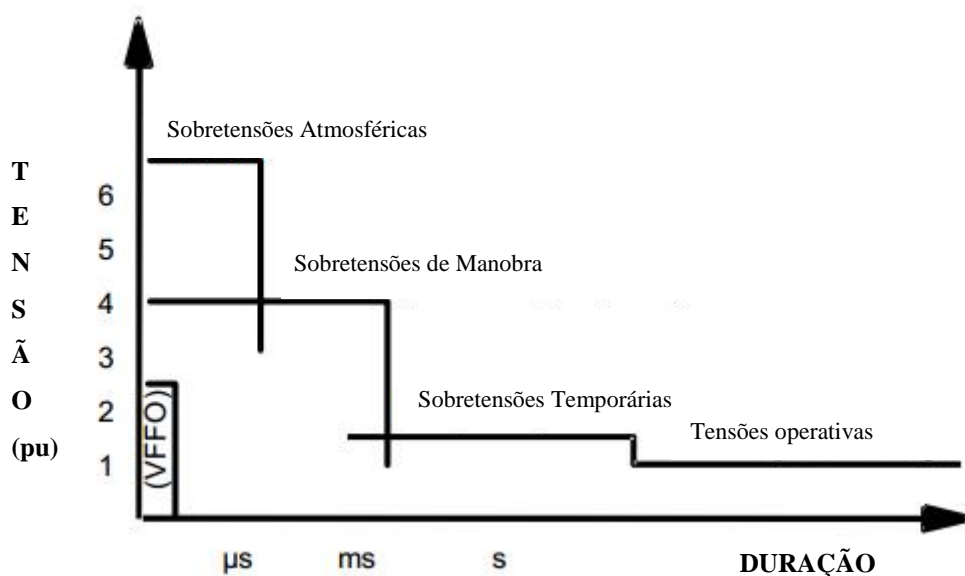 Sobretensões Atmosféricas
T
E
N
S
Ã
O
(pu)
6
5
4
3
2
1
Sobretensões de Manobra
Sobretensões Temporárias
Tensões operativas
(VFFO)
µs
ms
s
DURAÇÃO